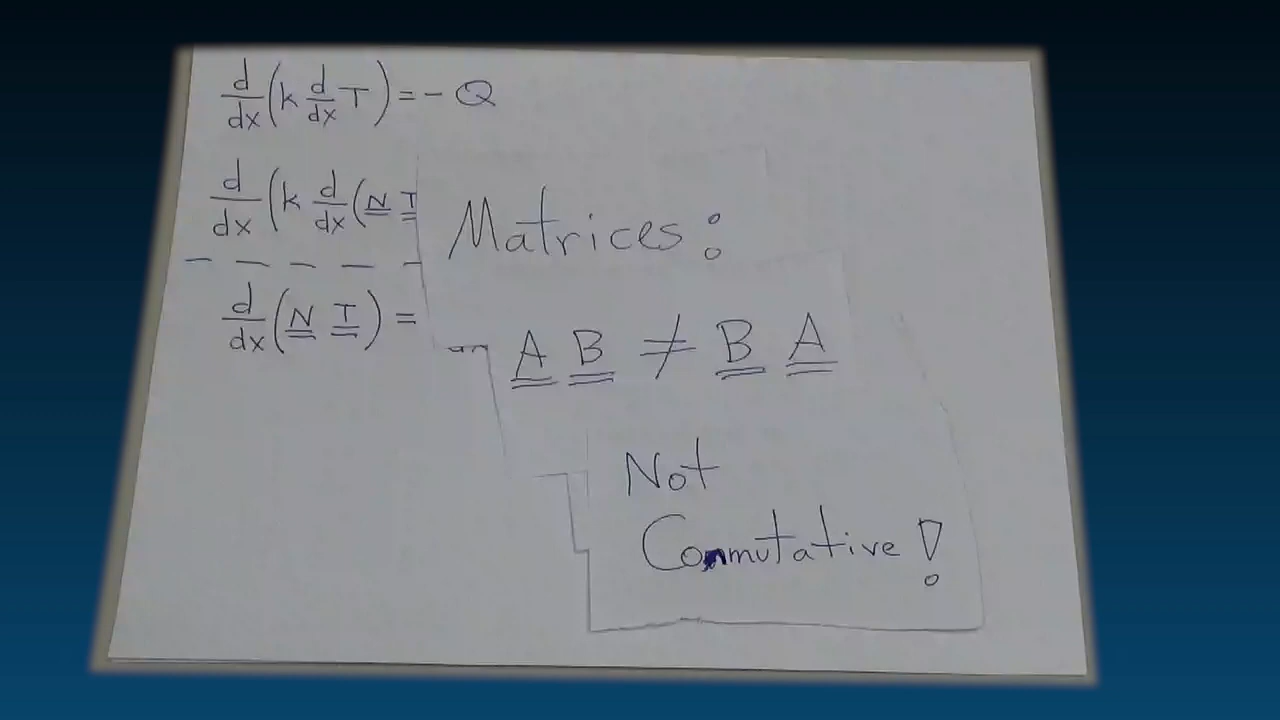 d/dx (k d/dx T) = - Q
d/dx (k d/dx (N T
d/dx (N T) =
Matrices:
A B ≠ B A
Not
Commutative!